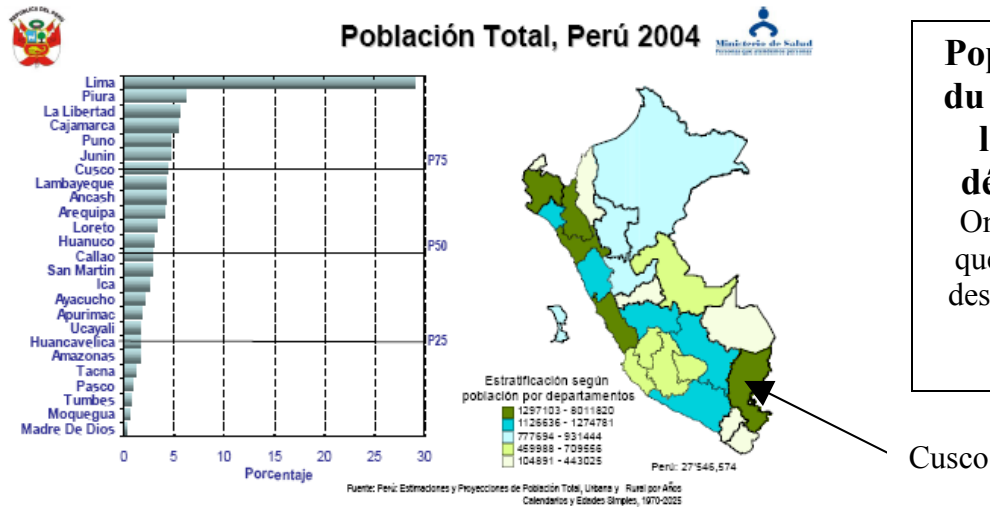 Población Total, Perú 2004
Ministerio de Salud
Personas que atendemos personas
Lima
Piura
La Libertad
Cajamarca
Puno
Junin
Cusco
Lambayeque
Ancash
Arequipa
Loreto
Huanuco
Callao
San Martin
Ica
Ayacucho
Apurimac
Ucayali
Huancavelica
Amazonas
Tacna
Pasco
Tumbes
Moquegua
Madre De Dios
P75
P50
P25
0 5 10 15 20 25 30
Porcentaje
Estratificación según
población por departamentos
1297103 - 8011820
1126636 - 1274781
777694 - 931444
459988 - 709556
104891 - 443025
Perú: 27'546,574
Fuente: Perú: Estimaciones y Proyecciones de Población Total, Urbana y Rural por Años
Calendarios y Edades Simples, 1970-2025
Pop
du
l
dé
On
que
des
Cusco